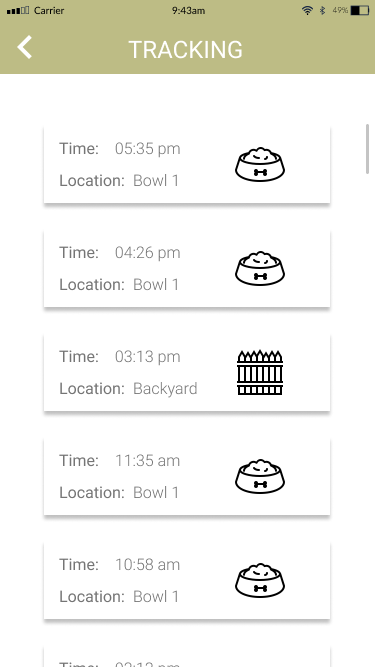 Carrier 9:43am 49%
TRACKING
Time: 05:35 pm
Location: Bowl 1
Time: 04:26 pm
Location: Bowl 1
Time: 03:13 pm
Location: Backyard
Time: 11:35 am
Location: Bowl 1
Time: 10:58 am
Location: Bowl 1
Time: